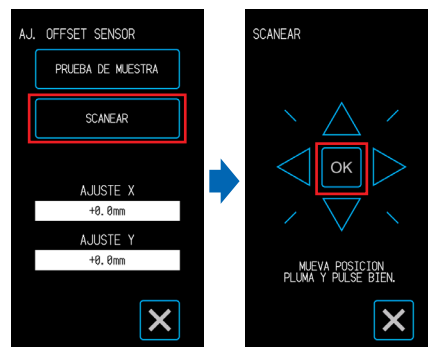 AJ. OFFSET SENSOR
PRUEBA DE MUESTRA
SCANEAR
AJUSTE X
+0.0mm
AJUSTE Y
+0.0mm
SCANEAR
OK
MUEVA POSICION
PLUMA Y PULSE BIEN.